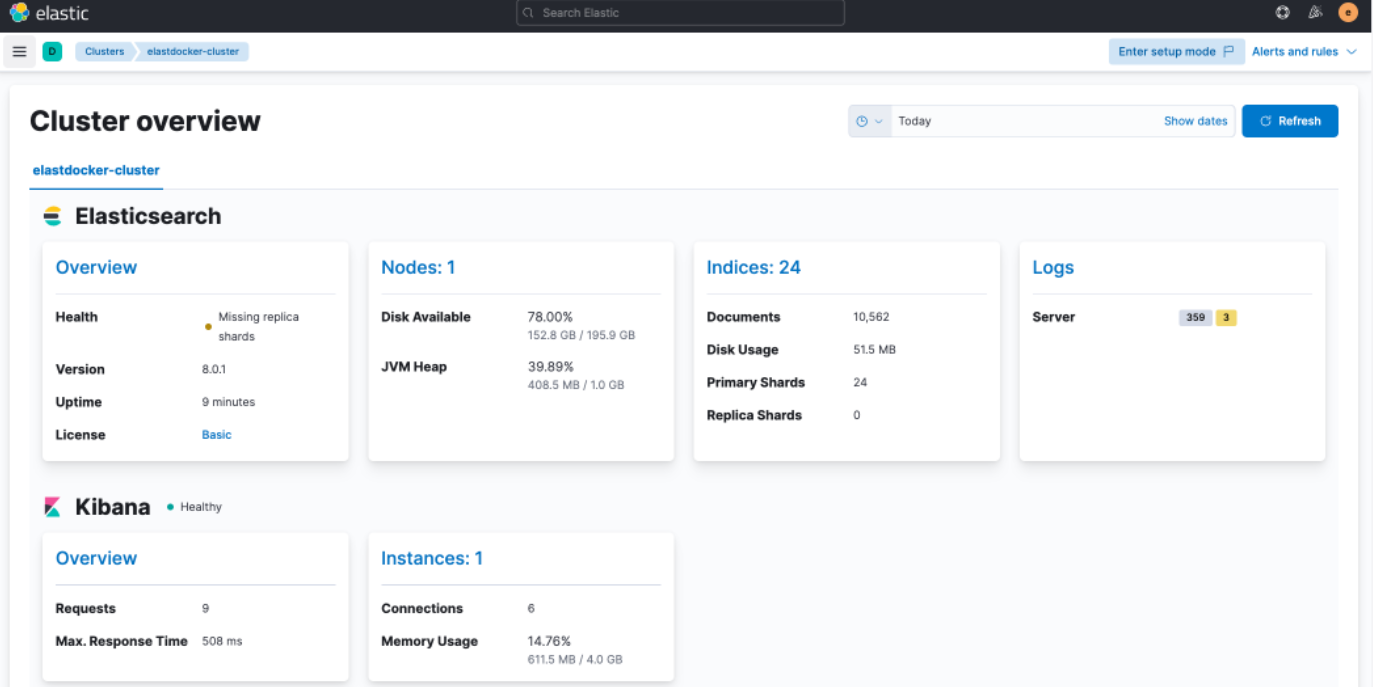 elastic
Search Elastic
e
D
Clusters
elastdocker-cluster
Enter setup mode
Alerts and rules
Cluster overview
Today
Show dates
Refresh
elastdocker-cluster
Elasticsearch
Overview
Health
Missing replica
shards
Version
8.0.1
Uptime
9 minutes
License
Basic
Nodes: 1
Disk Available
78.00%
152.8 GB / 195.9 GB
JVM Heap
39.89%
408.5 MB / 1.0 GB
Indices: 24
Documents
10,562
Disk Usage
51.5 MB
Primary Shards
24
Replica Shards
0
Logs
Server
359
3
Kibana
Healthy
Overview
Requests
9
Max. Response Time
508 ms
Instances: 1
Connections
6
Memory Usage
14.76%
611.5 MB / 4.0 GB